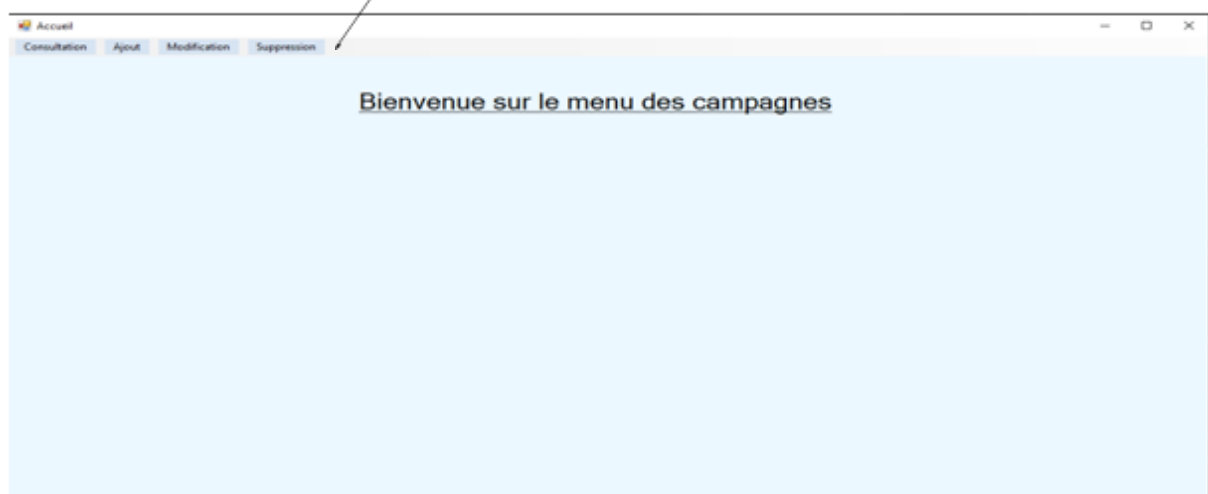 Accueil
Consultation Ajout Modification Suppression
Bienvenue sur le menu des campagnes